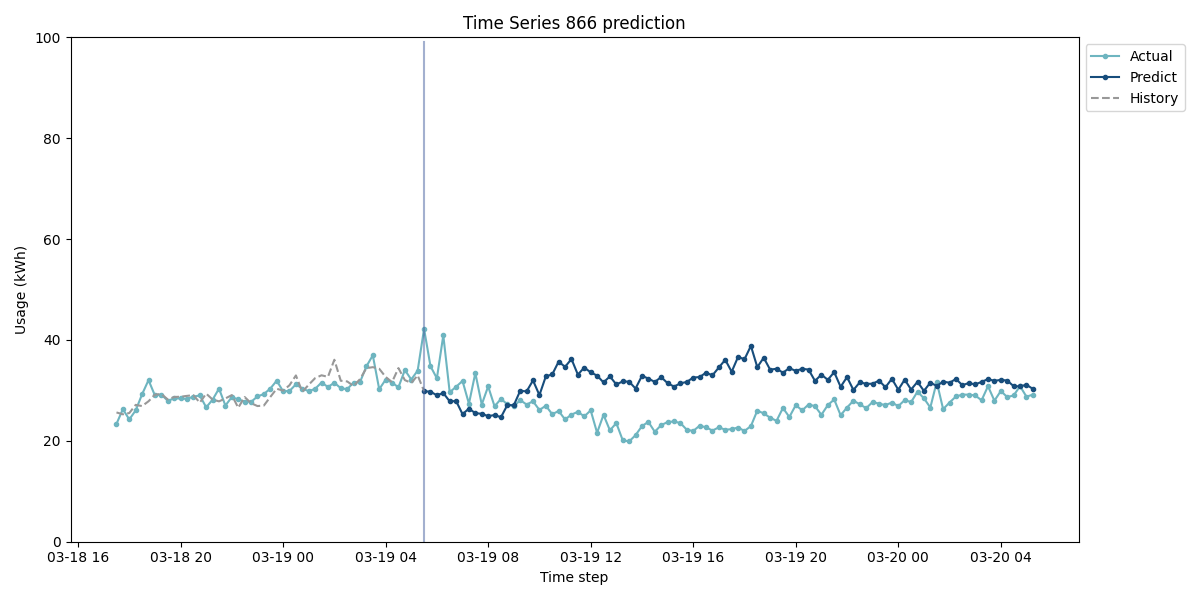 Time Series 866 prediction
100
80
60
40
20
0
Usage (kWh)
03-18 16 03-18 20 03-19 00 03-19 04 03-19 08 03-19 12 03-19 16 03-19 20 03-20 00 03-20 04
Time step
Actual
Predict
History